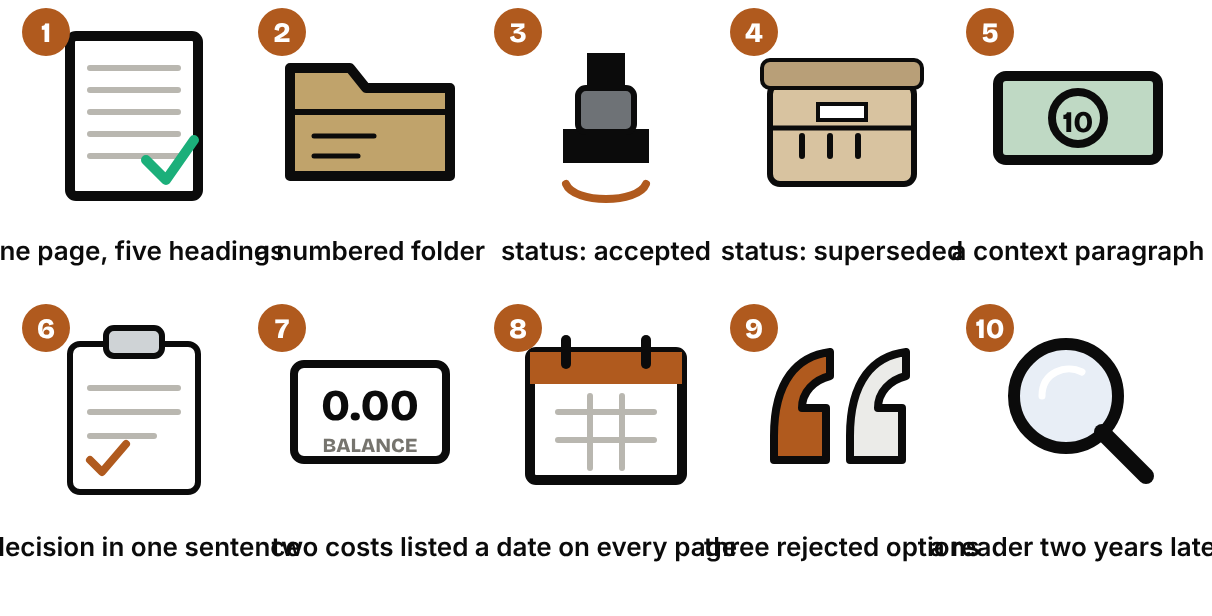 1 2 3 4 5
10
ne page, five headings a numbered folder status: accepted status: superseded a context paragraph
6 7 8 9 10
0.00
BALANCE
decision in one sentence two costs listed a date on every page three rejected options a reader two years late